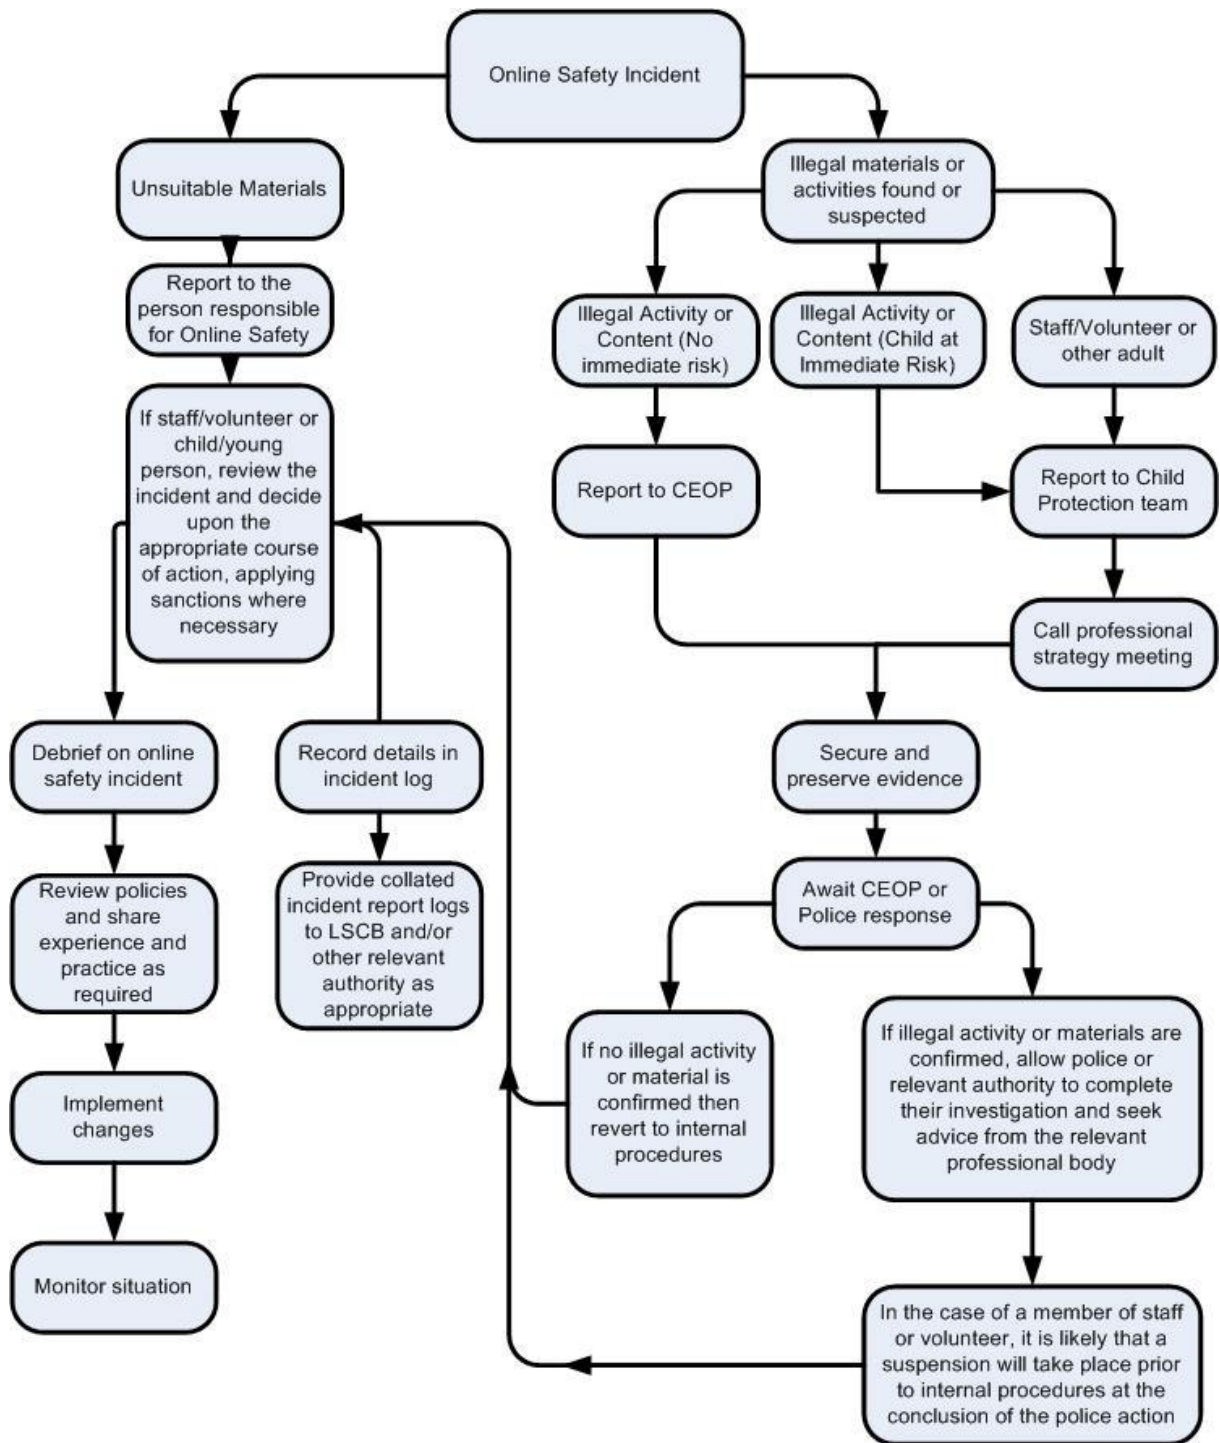 Online Safety Incident
Unsuitable Materials
Report to the
person responsible
for Online Safety
If staff/volunteer or
child/young
person, review the
incident and decide
upon the
appropriate course
of action, applying
sanctions where
necessary
Debrief on online
safety incident
Review policies
and share
experience and
practice as
required
Implement
changes
Monitor situation
Record details in
incident log
Provide collated
incident report logs
to LSCB and/or
other relevant
authority as
appropriate
Illegal materials or
activities found or
suspected
Illegal Activity or
Content (No
immediate risk)
Illegal Activity or
Content (Child at
Immediate Risk)
Staff/Volunteer or
other adult
Report to CEOP
Report to Child
Protection team
Call professional
strategy meeting
Secure and
preserve evidence
Await CEOP or
Police response
If no illegal activity
or material is
confirmed then
revert to internal
procedures
If illegal activity or materials are
confirmed, allow police or
relevant authority to complete
their investigation and seek
advice from the relevant
professional body
In the case of a member of staff
or volunteer, it is likely that a
suspension will take place prior
to internal procedures at the
conclusion of the police action